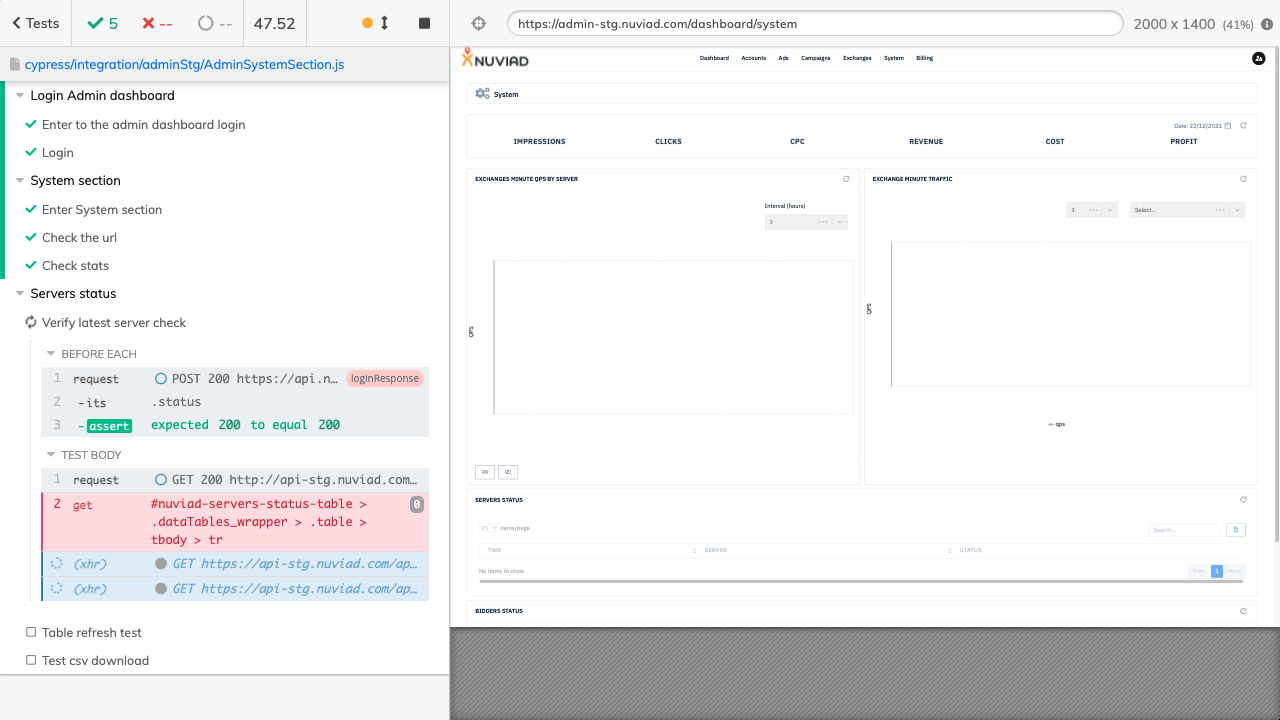 Tests
5
--
--
47.52
https://admin-stg.nuviad.com/dashboard/system
2000 x 1400 (41%)
cypress/integration/adminStg/AdminSystemSection.js
Login Admin dashboard
Enter to the admin dashboard login
Login
System section
Enter System section
Check the url
Check stats
Servers status
Verify latest server check
BEFORE EACH
1 request POST 200 https://api.n... loginResponse
2 -its .status
3 -assert expected 200 to equal 200
TEST BODY
1 request GET 200 http://api-stg.nuviad.com...
2 get #nuviad-servers-status-table > 0
.dataTables_wrapper > .table >
tbody > tr
(xhr) GET https://api-stg.nuviad.com/ap...
(xhr) GET https://api-stg.nuviad.com/ap...
Table refresh test
Test csv download
NUVIAD
Dashboard Accounts Ads Campaigns Exchanges System Billing
System
Date: 22/12/2021
IMPRESSIONS CLICKS CPC REVENUE COST PROFIT
EXCHANGES MINUTE QPS BY SERVER
Interval (hours)
3
QPS
EXCHANGE MINUTE TRAFFIC
3 Select...
QPS
qps
SERVERS STATUS
25 items/page Search...
TIME SERVER STATUS
No items to show Prev 1 Next
BIDDERS STATUS